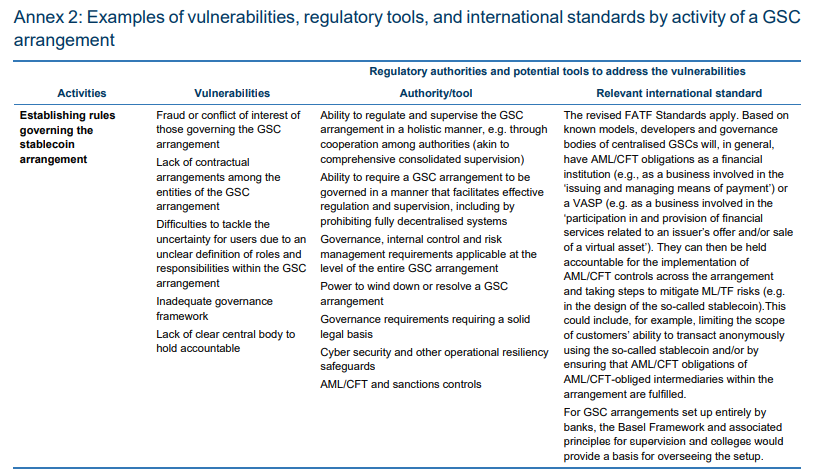 Annex 2: Examples of vulnerabilities, regulatory tools, and international standards by activity of a GSC
arrangement
Regulatory authorities and potential tools to address the vulnerabilities
Activities
Vulnerabilities
Authority/tool
Relevant international standard
Establishing rules
governing the
stablecoin
arrangement
Fraud or conflict of interest of
those governing the GSC
arrangement
Lack of contractual
arrangements among the
entities of the GSC
arrangement
Difficulties to tackle the
uncertainty for users due to an
unclear definition of roles and
responsibilities within the GSC
arrangement
Inadequate governance
framework
Lack of clear central body to
hold accountable
Ability to regulate and supervise the GSC
arrangement in a holistic manner, e.g. through
cooperation among authorities (akin to
comprehensive consolidated supervision)
Ability to require a GSC arrangement to be
governed in a manner that facilitates effective
regulation and supervision, including by
prohibiting fully decentralised systems
Governance, internal control and risk
management requirements applicable at the
level of the entire GSC arrangement
Power to wind down or resolve a GSC
arrangement
Governance requirements requiring a solid
legal basis
Cyber security and other operational resiliency
safeguards
AML/CFT and sanctions controls
The revised FATF Standards apply. Based on
known models, developers and governance
bodies of centralised GSCs will, in general,
have AML/CFT obligations as a financial
institution (e.g., as a business involved in the
‘issuing and managing means of payment’) or
a VASP (e.g. as a business involved in the
‘participation in and provision of financial
services related to an issuer’s offer and/or sale
of a virtual asset’). They can then be held
accountable for the implementation of
AML/CFT controls across the arrangement
and taking steps to mitigate ML/TF risks (e.g.
in the design of the so-called stablecoin).This
could include, for example, limiting the scope
of customers’ ability to transact anonymously
using the so-called stablecoin and/or by
ensuring that AML/CFT obligations of
AML/CFT-obliged intermediaries within the
arrangement are fulfilled.
For GSC arrangements set up entirely by
banks, the Basel Framework and associated
principles for supervision and colleges would
provide a basis for overseeing the setup.